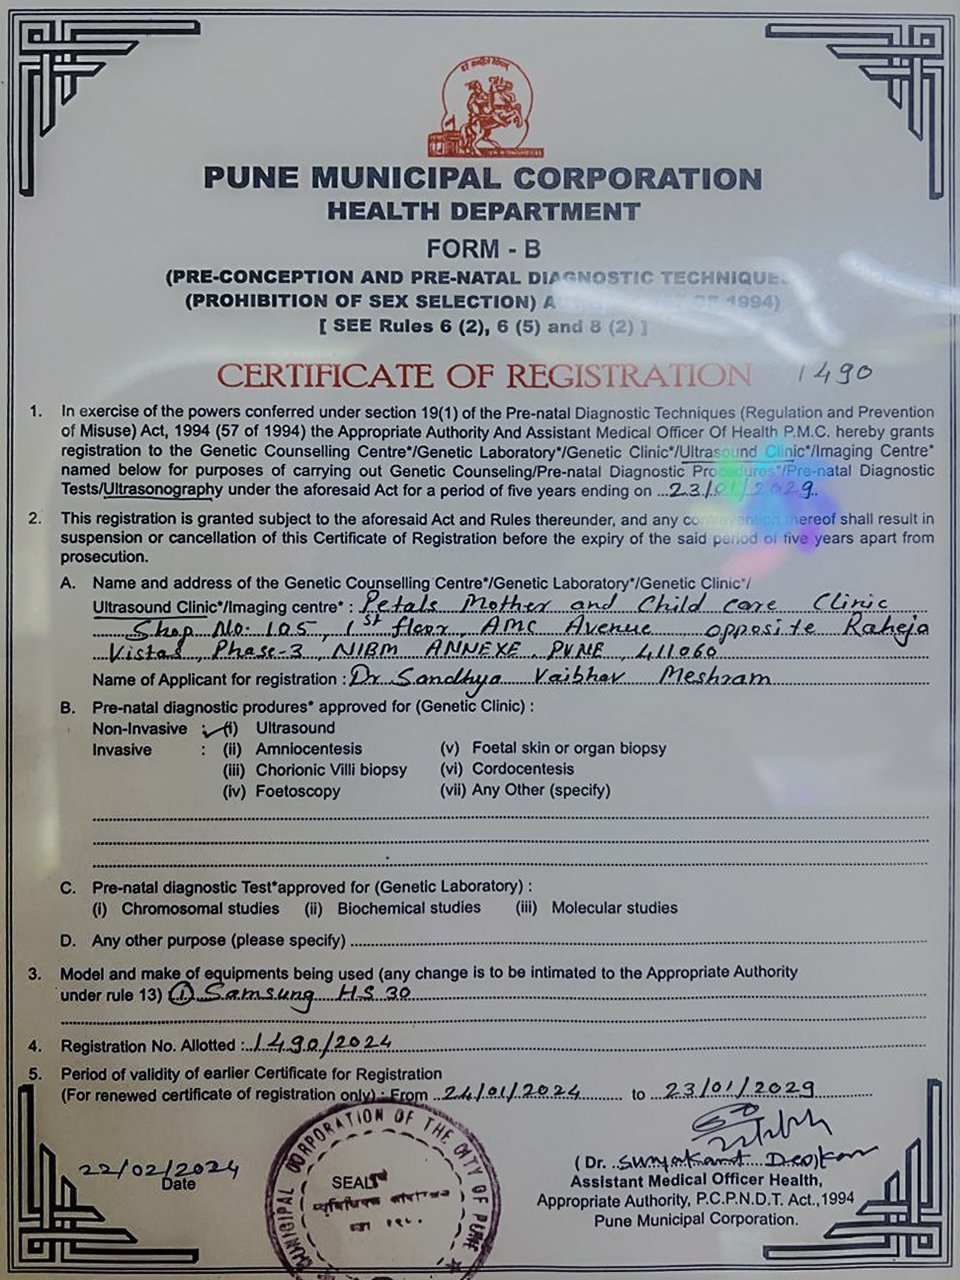 PUNE MUNICIPAL CORPORATION
HEALTH DEPARTMENT
FORM - B
(PRE-CONCEPTION AND PRE-NATAL DIAGNOSTIC TECHNIQUE
(PROHIBITION OF SEX SELECTION) OF 1994)
[ SEE Rules 6 (2), 6 (5) and 8 (2) ]
CERTIFICATE OF REGISTRATION 1490
1. In exercise of the powers conferred under section 19(1) of the Pre-natal Diagnostic Techniques (Regulation and Prevention
of Misuse) Act, 1994 (57 of 1994) the Appropriate Authority And Assistant Medical Officer Of Health P.M.C. hereby grants
registration to the Genetic Counselling Centre*/Genetic Laboratory*/Genetic Clinic*/Ultrasound Clinic*/Imaging Centre*
named below for purposes of carrying out Genetic Counseling/Pre-natal Diagnostic Procedures*/Pre-natal Diagnostic
Tests/Ultrasonography under the aforesaid Act for a period of five years ending on ...23/01/2029.
2. This registration is granted subject to the aforesaid Act and Rules thereunder, and any contravention thereof shall result in
suspension or cancellation of this Certificate of Registration before the expiry of the said period of five years apart from
prosecution.
A. Name and address of the Genetic Counselling Centre*/Genetic Laboratory*/Genetic Clinic*/
Ultrasound Clinic*/Imaging centre* : Petals Mother and Child care Clinic
Shop No. 105, 1st floor, AMC Avenue opposite Raheja
Vistas, Phase-3, NIBM ANNEXE, PUNE, 411060
Name of Applicant for registration : Dr. Sandhya Vaibhav Meshram
B. Pre-natal diagnostic produres* approved for (Genetic Clinic) :
Non-Invasive : (i) Ultrasound
Invasive : (ii) Amniocentesis (v) Foetal skin or organ biopsy
(iii) Chorionic Villi biopsy (vi) Cordocentesis
(iv) Foetoscopy (vii) Any Other (specify)
C. Pre-natal diagnostic Test*approved for (Genetic Laboratory) :
(i) Chromosomal studies (ii) Biochemical studies (iii) Molecular studies
D. Any other purpose (please specify)
3. Model and make of equipments being used (any change is to be intimated to the Appropriate Authority
under rule 13) ① Samsung HS 30
4. Registration No. Allotted : 1490/2024
5. Period of validity of earlier Certificate for Registration
(For renewed certificate of registration only) : From 24/01/2024 to 23/01/2029
MUNICIPAL CORPORATION OF THE CITY OF PUNE
22/02/2024
Date
SEAL
(Dr. Suryakant Deokar
Assistant Medical Officer Health,
Appropriate Authority, P.C.P.N.D.T. Act.,1994
Pune Municipal Corporation.